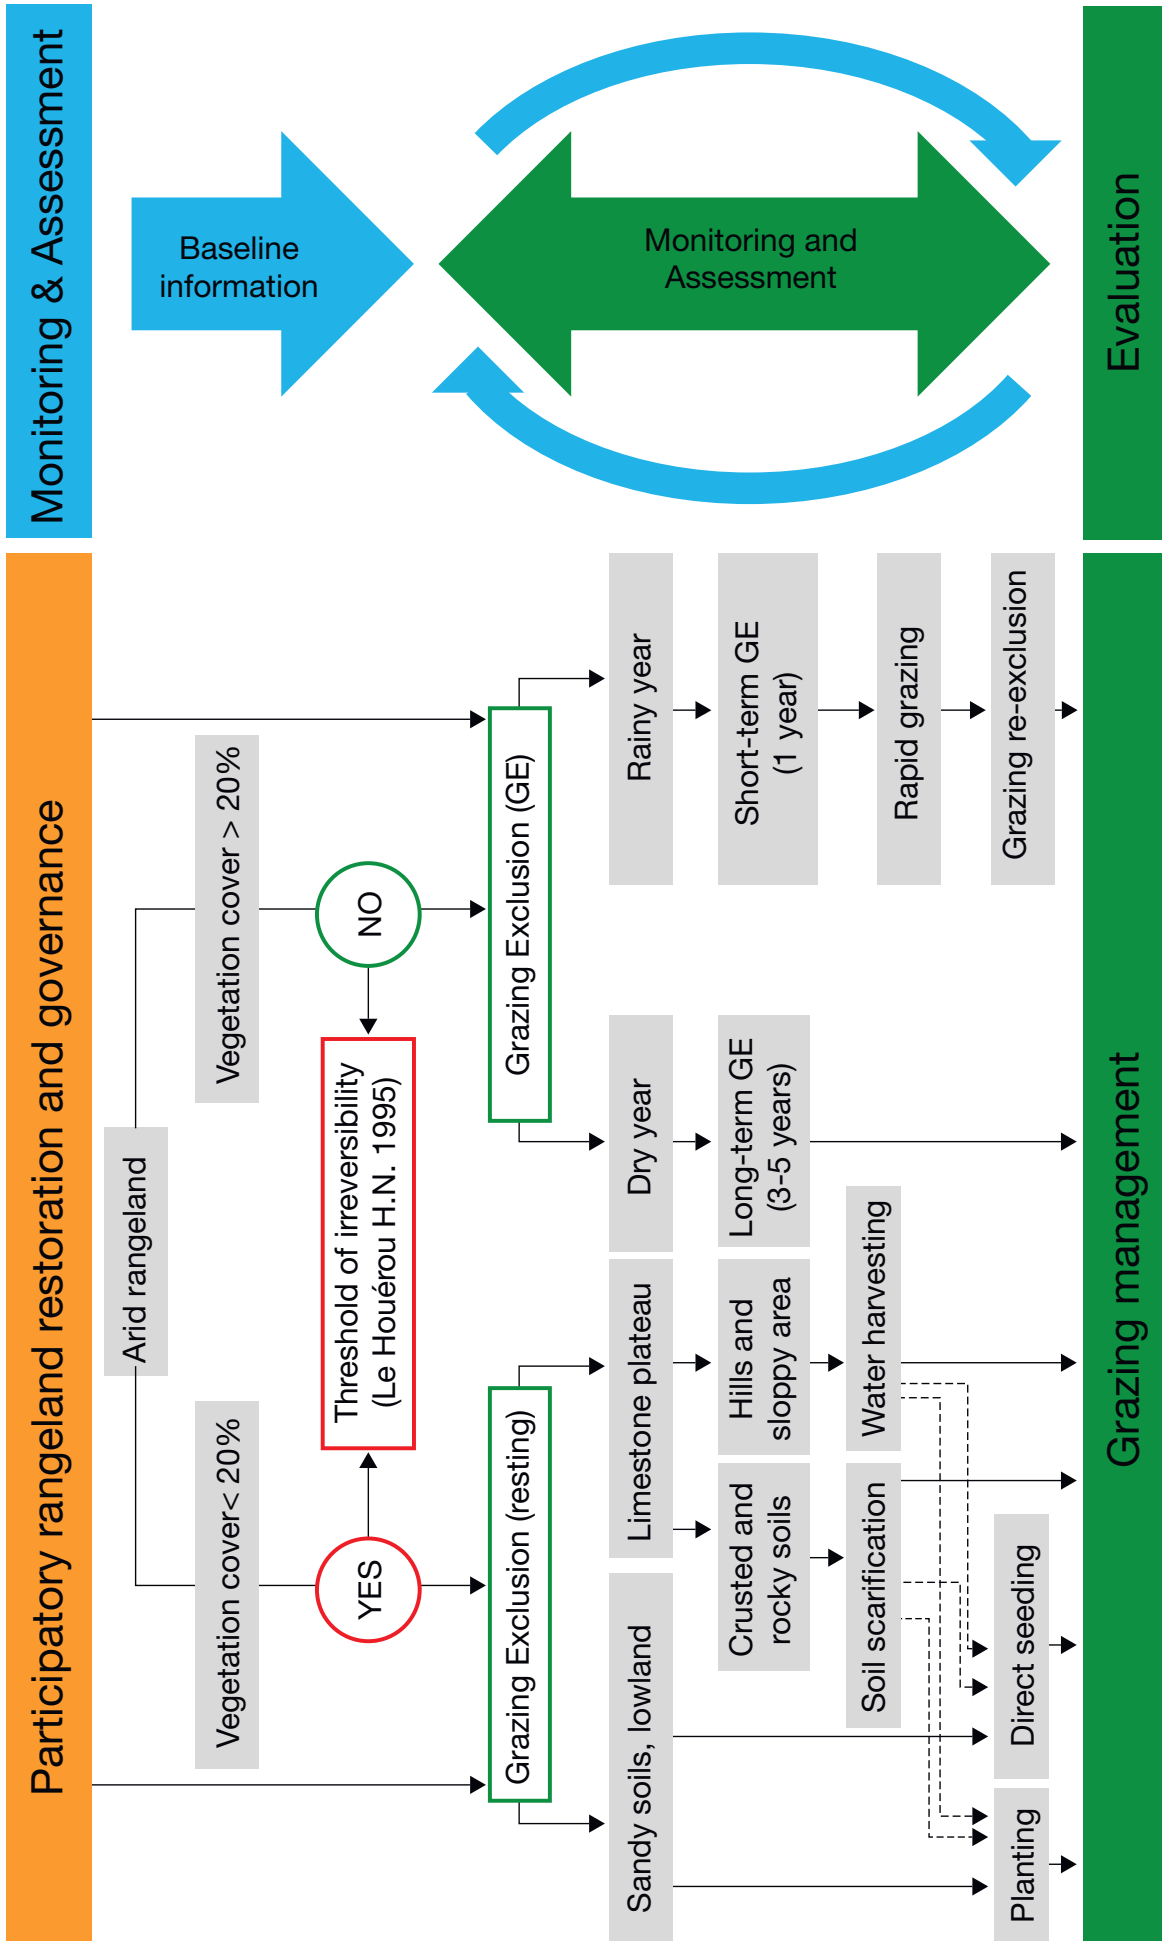 Participatory rangeland restoration and governance
Monitoring & Assessment
Arid rangeland
Vegetation cover< 20%
Vegetation cover > 20%
YES
Threshold of irreversibility
(Le Houérou H.N. 1995)
NO
Baseline
information
Grazing Exclusion (resting)
Grazing Exclusion (GE)
Sandy soils, lowland
Limestone plateau
Dry year
Rainy year
Crusted and
rocky soils
Hills and
sloppy area
Long-term GE
(3-5 years)
Short-term GE
(1 year)
Monitoring and
Assessment
Soil scarification
Water harvesting
Rapid grazing
Planting
Direct seeding
Grazing re-exclusion
Grazing management
Evaluation